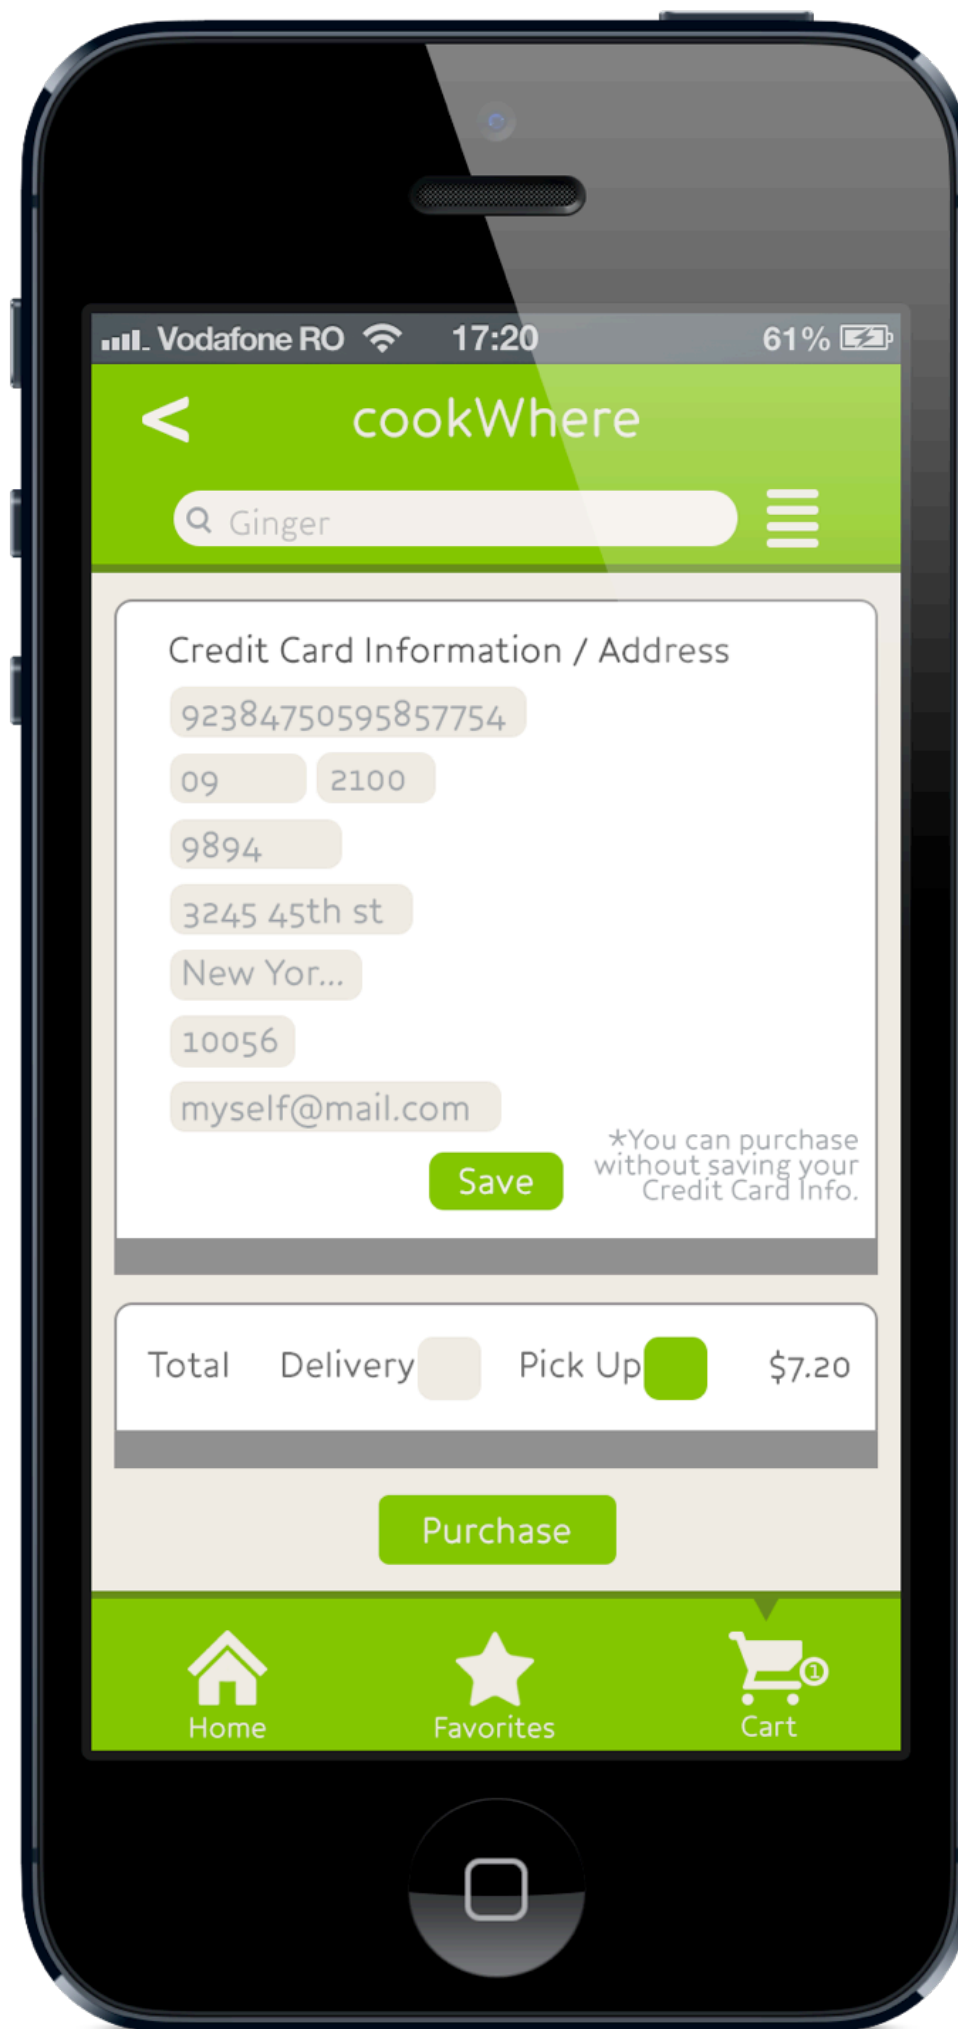 Vodafone RO 17:20 61%
< cookWhere
Ginger
Credit Card Information / Address
92384750595857754
09 2100
9894
3245 45th st
New Yor...
10056
myself@mail.com
*You can purchase
without saving your
Credit Card Info.
Save
Total Delivery Pick Up $7.20
Purchase
1
Home Favorites Cart